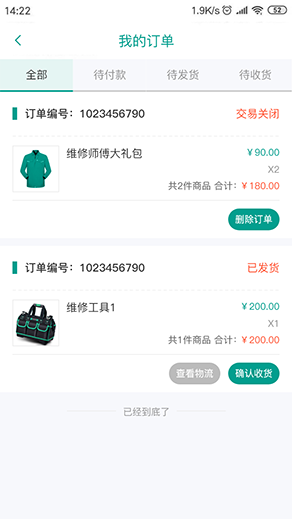 14:22 1.9K/s 52
我的订单
全部 待付款 待发货 待收货
订单编号：1023456790 交易关闭
维修师傅大礼包 ¥90.00
X2
共2件商品 合计：¥180.00
删除订单
订单编号：1023456790 已发货
维修工具1 ¥200.00
X1
共1件商品 合计：¥200.00
查看物流 确认收货
已经到底了